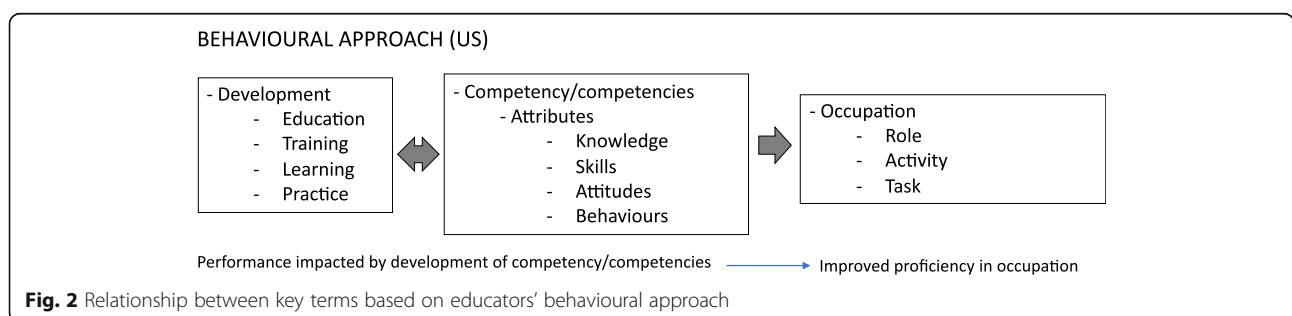 BEHAVIOURAL APPROACH (US)
- Development
- Education
- Training
- Learning
- Practice
- Competency/competencies
- Attributes
- Knowledge
- Skills
- Attitudes
- Behaviours
- Occupation
- Role
- Activity
- Task
Performance impacted by development of competency/competencies
Improved proficiency in occupation
Fig. 2 Relationship between key terms based on educators' behavioural approach